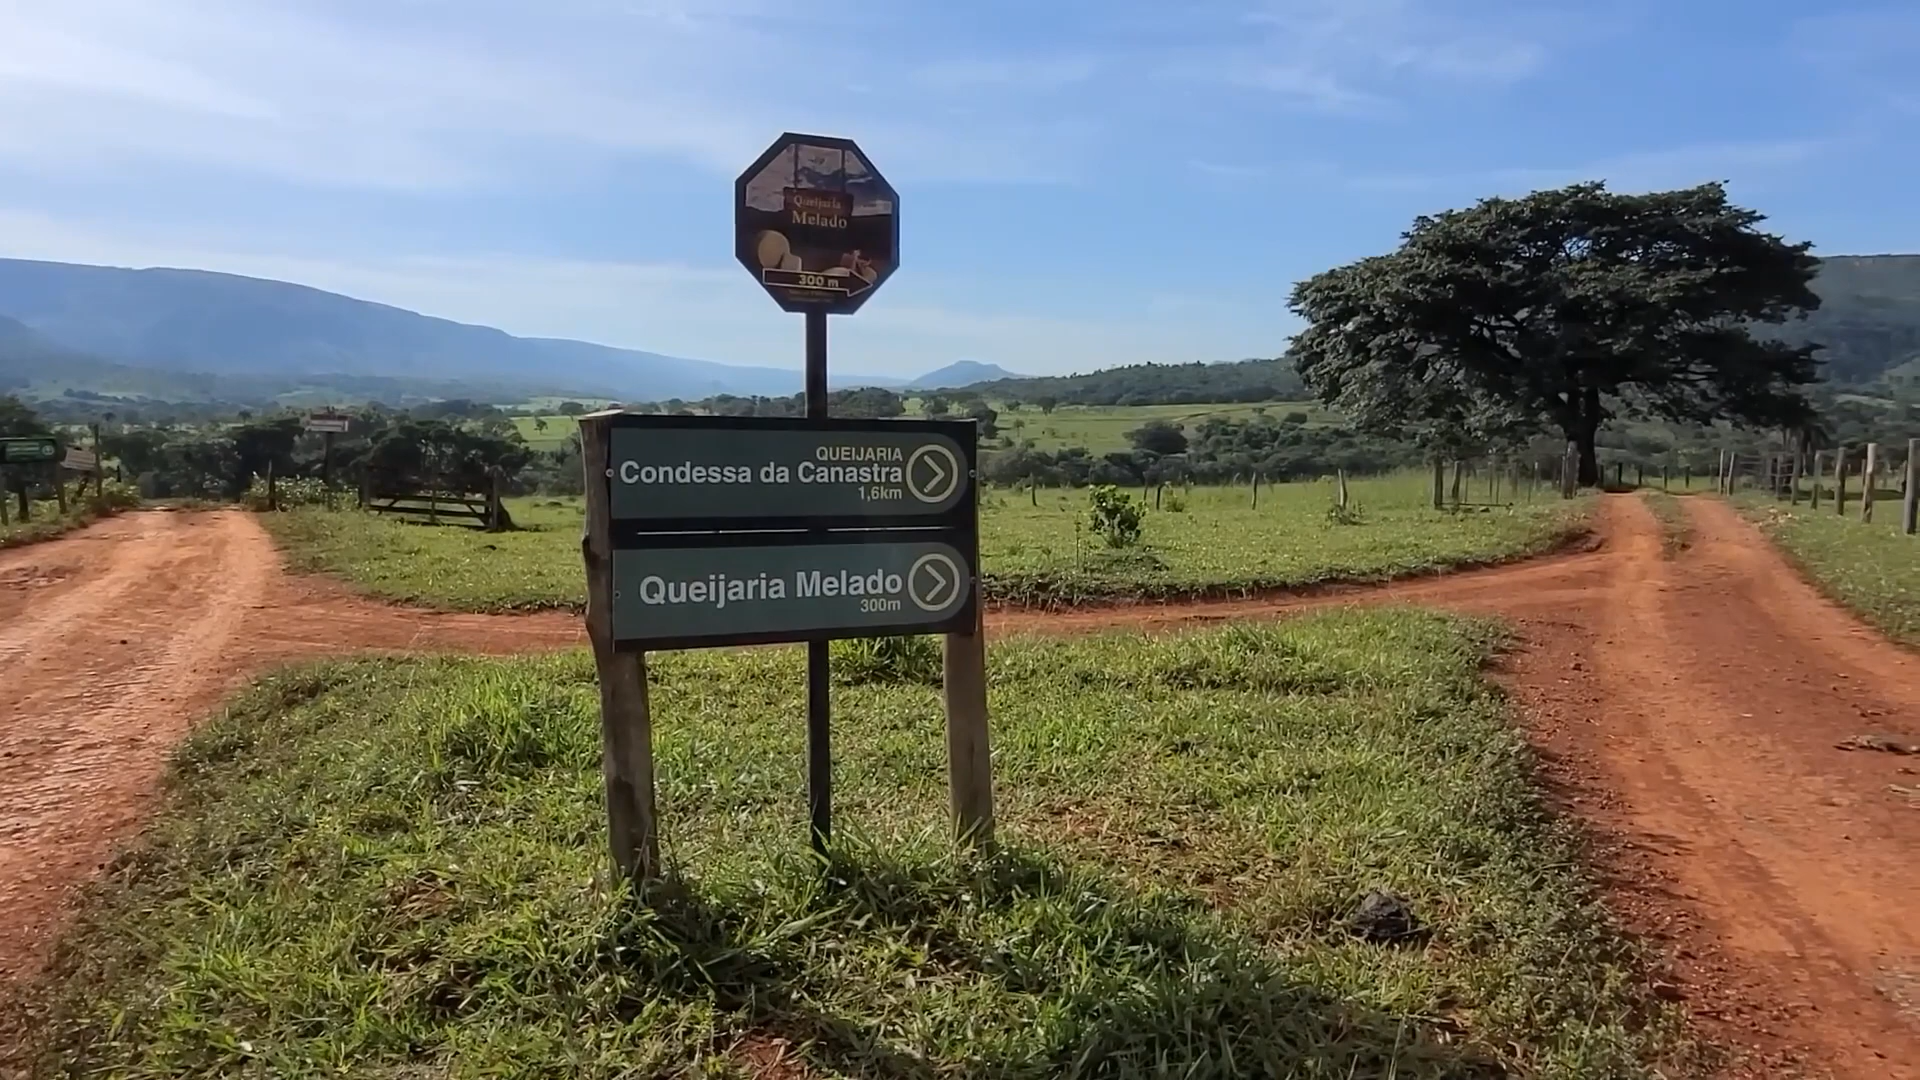 Queijaria
Melado
300 m
QUEIJARIA
Condessa da Canastra
1,6km
Queijaria Melado
300m